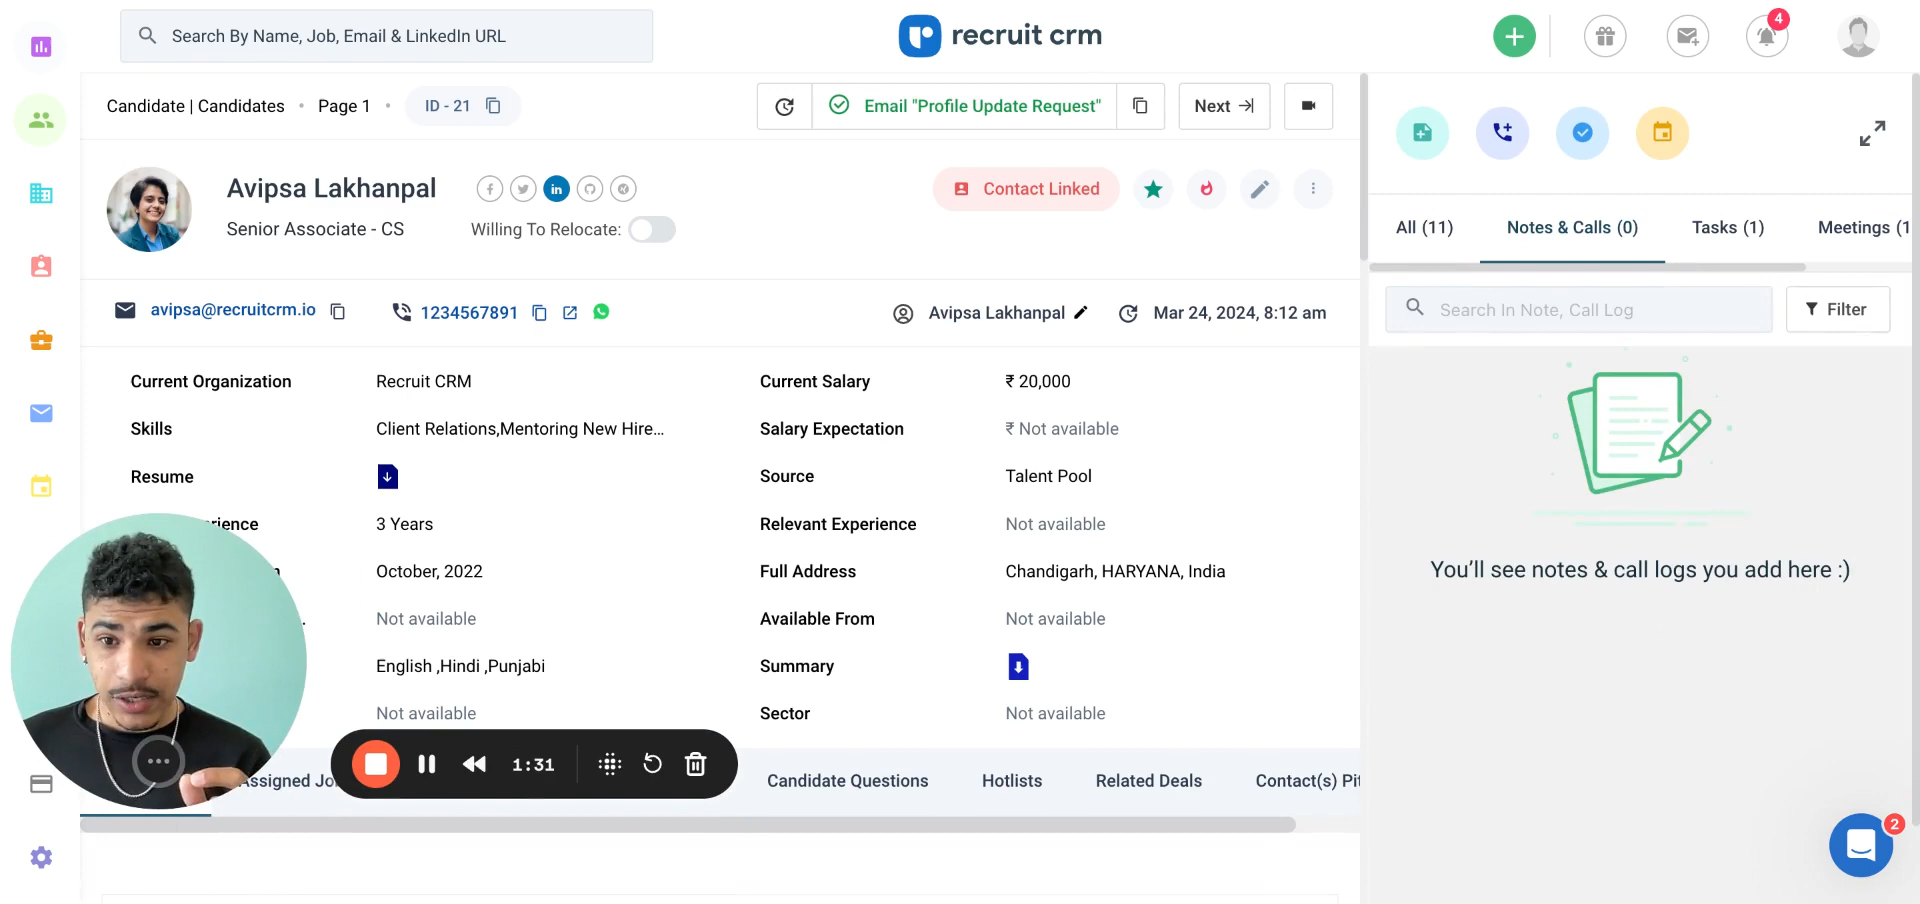 Search By Name, Job, Email & LinkedIn URL
recruit crm
4
Candidate | Candidates • Page 1 • ID - 21
Email "Profile Update Request"
Next
Avipsa Lakhanpal
Senior Associate - CS
Willing To Relocate:
Contact Linked
avipsa@recruitcrm.io
1234567891
Avipsa Lakhanpal
Mar 24, 2024, 8:12 am
Current Organization Recruit CRM
Current Salary ₹ 20,000
Skills Client Relations,Mentoring New Hire...
Salary Expectation ₹ Not available
Resume
Source Talent Pool
3 Years
Relevant Experience Not available
October, 2022
Full Address Chandigarh, HARYANA, India
Not available
Available From Not available
English ,Hindi ,Punjabi
Summary
Not available
Sector Not available
1:31
Assigned
Candidate Questions
Hotlists
Related Deals
Contact(s)
All (11)
Notes & Calls (0)
Tasks (1)
Meetings (1
Search In Note, Call Log
Filter
You'll see notes & call logs you add here :)
2